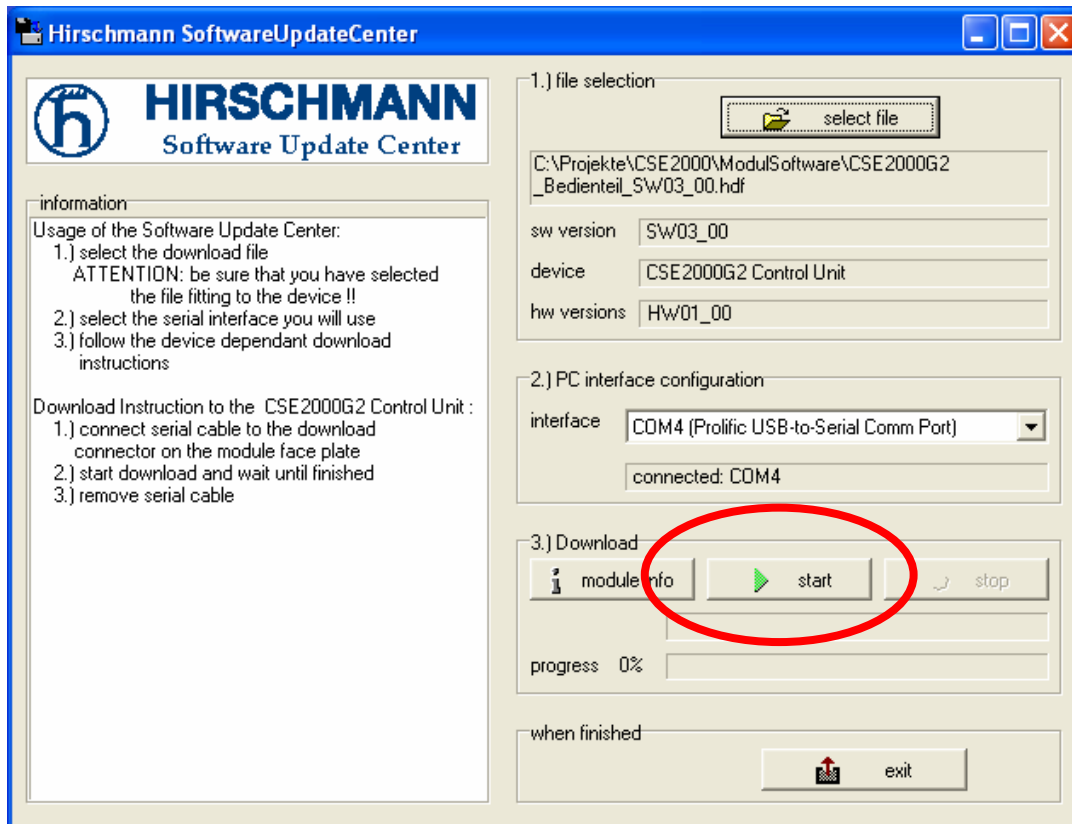 Hirschmann SoftwareUpdateCenter
HIRSCHMANN
Software Update Center
information
Usage of the Software Update Center:
1.) select the download file
ATTENTION: be sure that you have selected
the file fitting to the device !!
2.) select the serial interface you will use
3.) follow the device dependant download
instructions
Download Instruction to the CSE2000G2 Control Unit :
1.) connect serial cable to the download
connector on the module face plate
2.) start download and wait until finished
3.) remove serial cable
1.) file selection
select file
C:\Projekte\CSE2000\ModulSoftware\CSE2000G2
_Bedienteil_SW03_00.hdf
sw version SW03_00
device CSE2000G2 Control Unit
hw versions HW01_00
2.) PC interface configuration
interface COM4 (Prolific USB-to-Serial Comm Port)
connected: COM4
3.) Download
module info start stop
progress 0%
when finished
exit